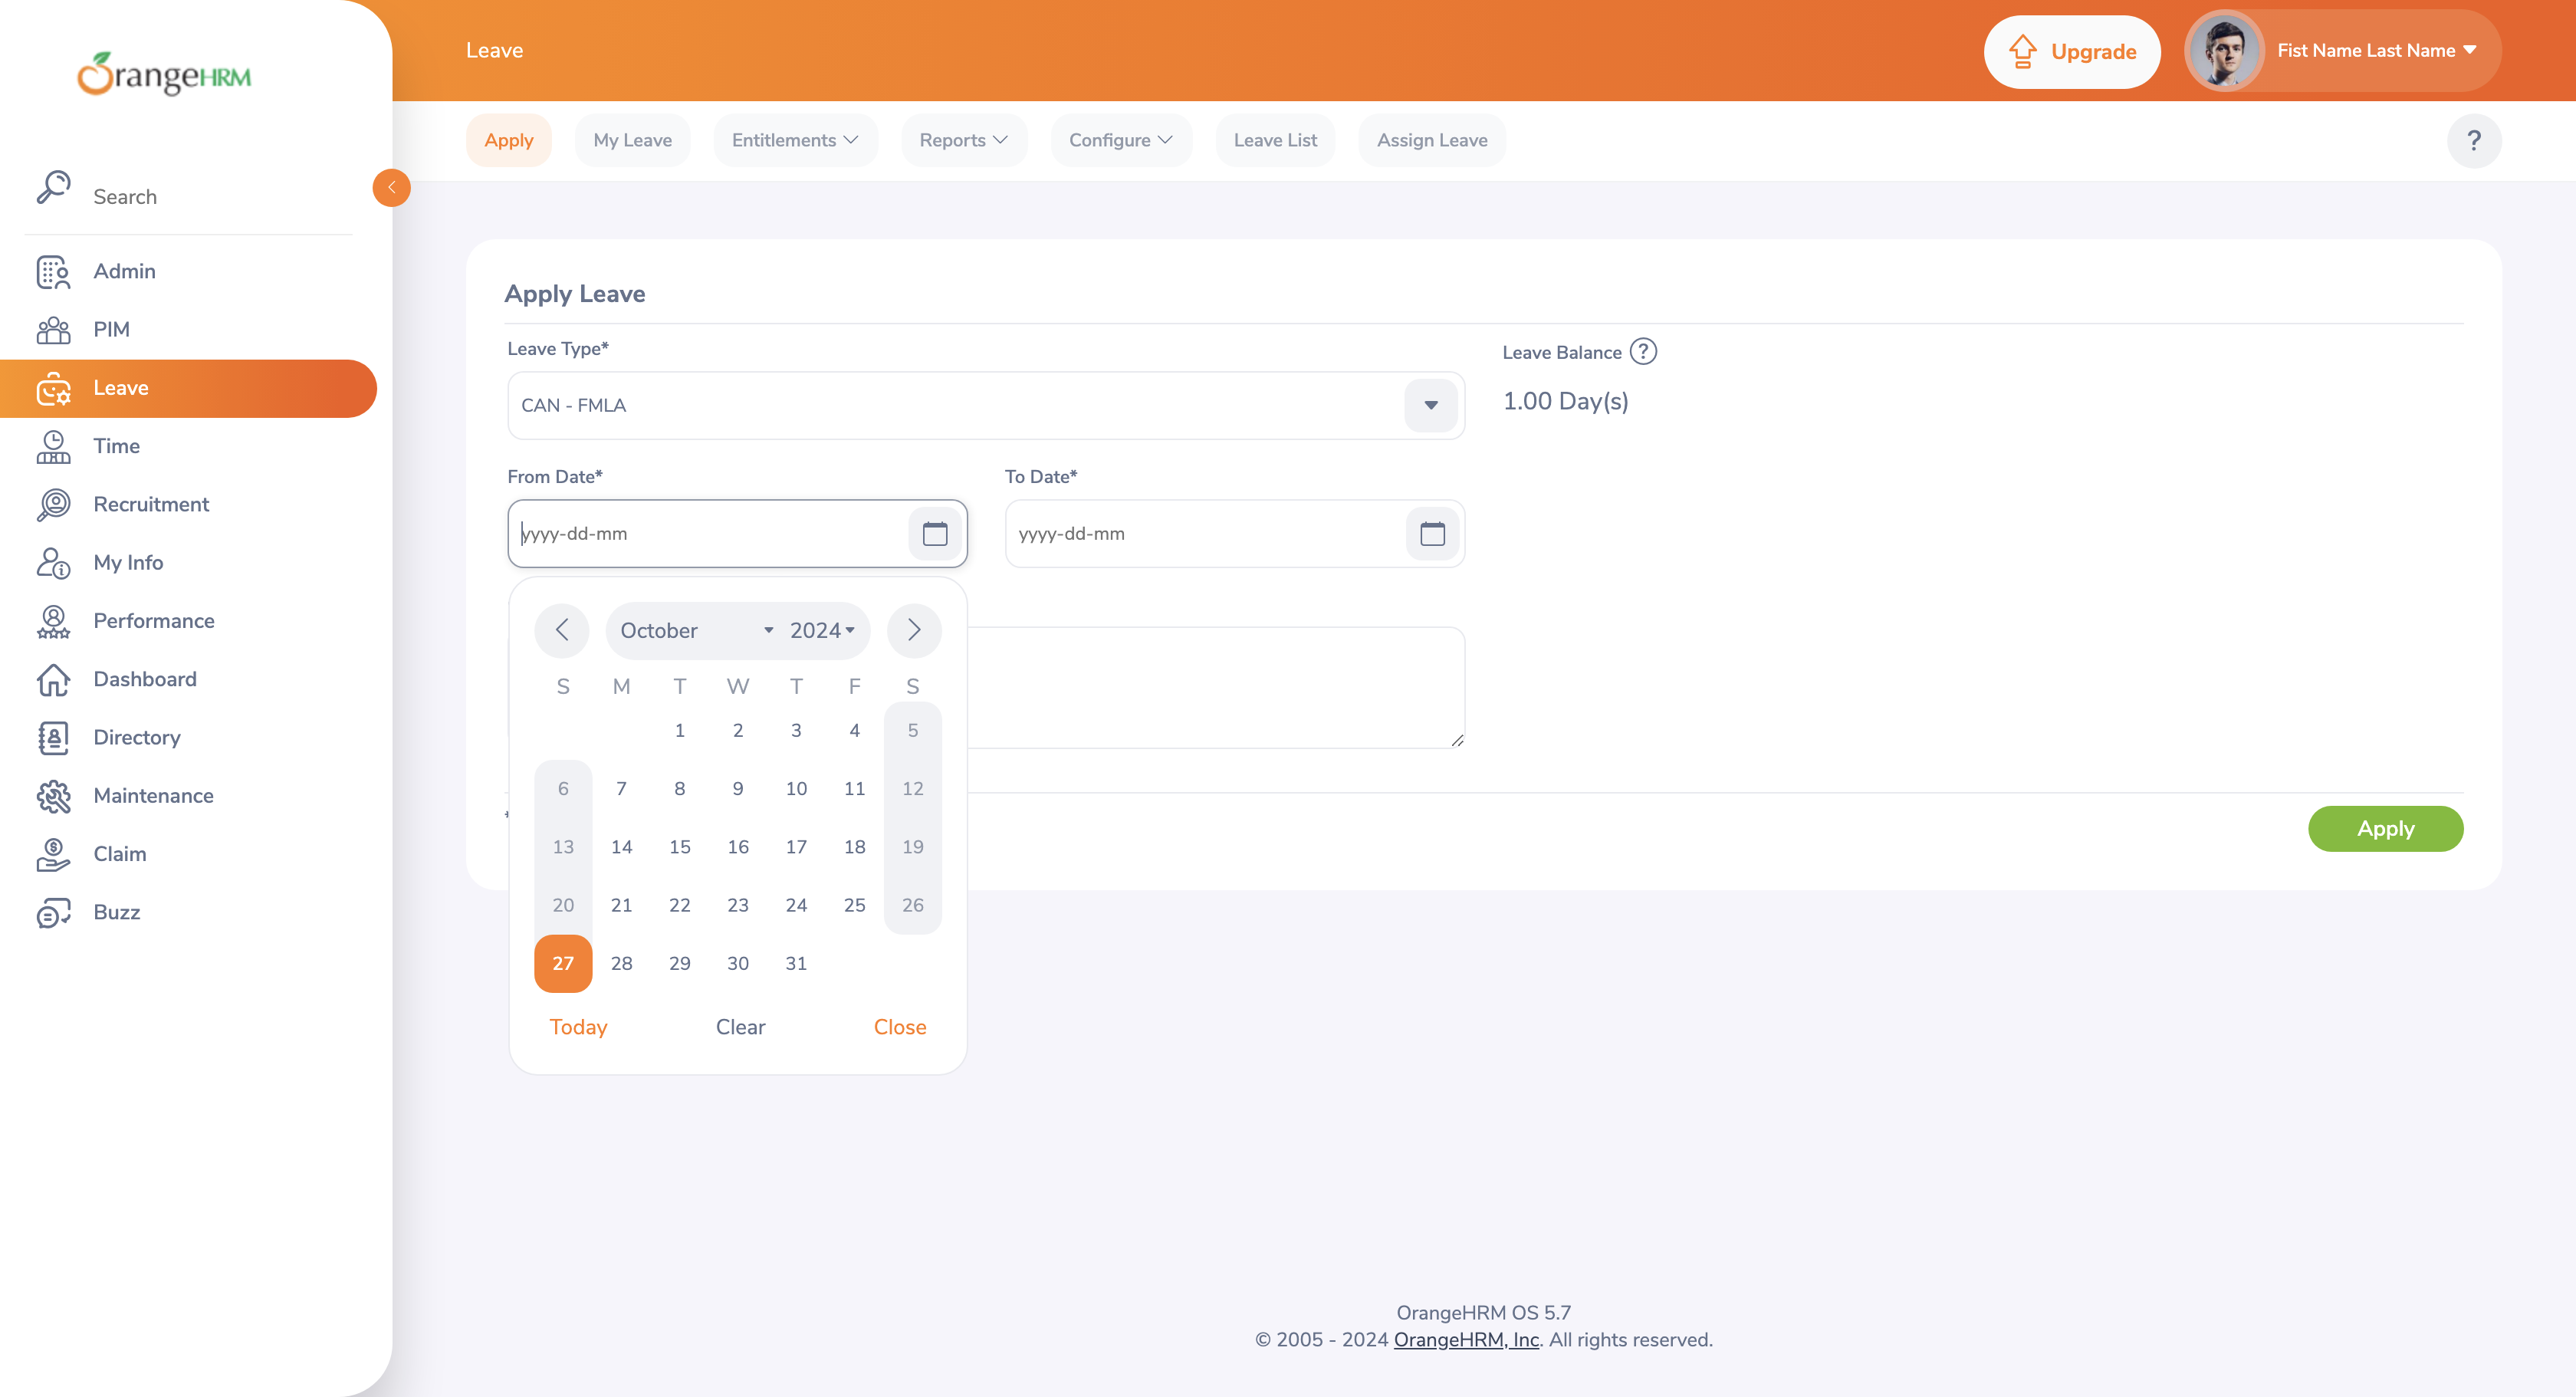 OrangeHRM
Leave
Upgrade
Fist Name Last Name
Apply
My Leave
Entitlements
Reports
Configure
Leave List
Assign Leave
?
Search
Admin
PIM
Leave
Time
Recruitment
My Info
Performance
Dashboard
Directory
Maintenance
Claim
Buzz
Apply Leave
Leave Type*
Leave Balance ?
CAN - FMLA
1.00 Day(s)
From Date*
To Date*
yyyy-dd-mm
yyyy-dd-mm
October 2024
S M T W T F S
1 2 3 4 5
6 7 8 9 10 11 12
13 14 15 16 17 18 19
20 21 22 23 24 25 26
27 28 29 30 31
Today Clear Close
*
Apply
OrangeHRM OS 5.7
© 2005 - 2024 OrangeHRM, Inc. All rights reserved.